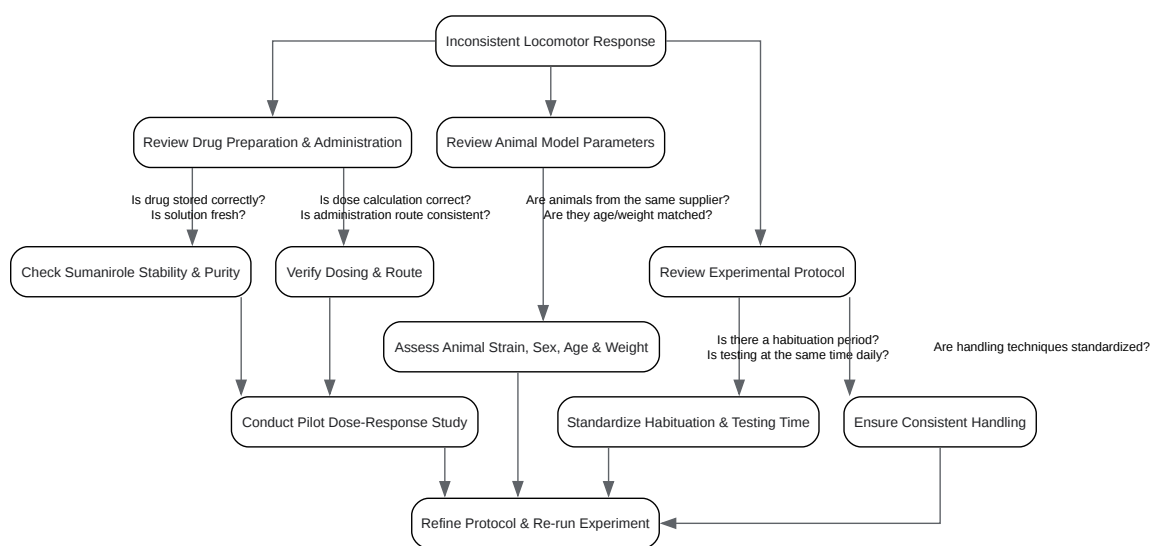 Inconsistent Locomotor Response
Review Drug Preparation & Administration
Review Animal Model Parameters
Is drug stored correctly?
Is solution fresh?
Is dose calculation correct?
Is administration route consistent?
Are animals from the same supplier?
Are they age/weight matched?
Check Sumanirole Stability & Purity
Verify Dosing & Route
Review Experimental Protocol
Assess Animal Strain, Sex, Age & Weight
Is there a habituation period?
Is testing at the same time daily?
Are handling techniques standardized?
Conduct Pilot Dose-Response Study
Standardize Habituation & Testing Time
Ensure Consistent Handling
Refine Protocol & Re-run Experiment